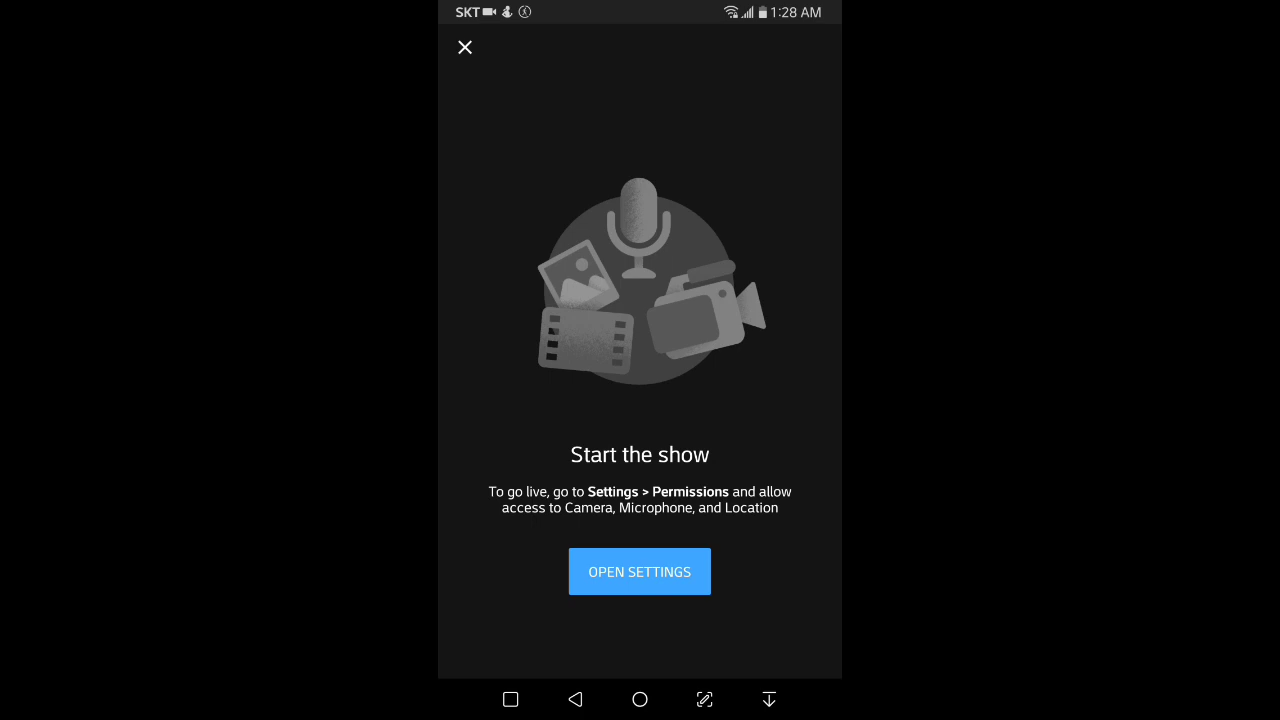 SKT 1:28 AM
Start the show
To go live, go to Settings > Permissions and allow
access to Camera, Microphone, and Location
OPEN SETTINGS